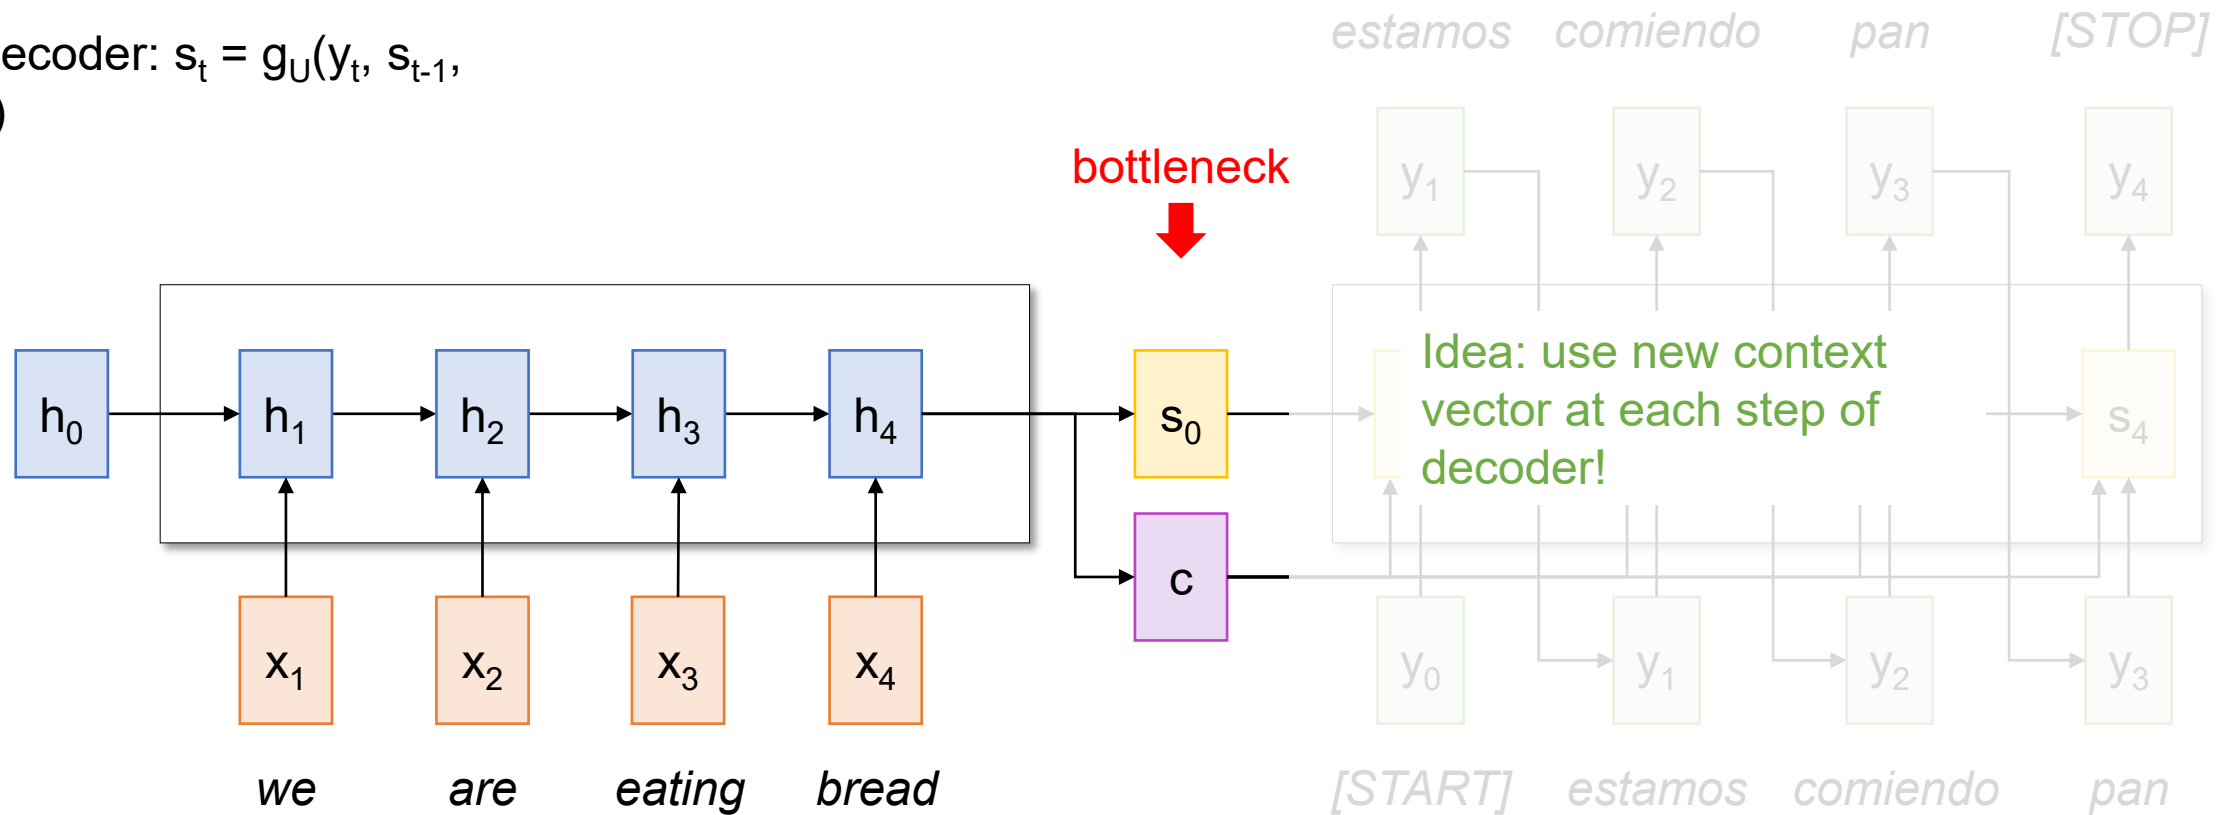 estamos comiendo pan [STOP]
ecoder: sₜ = gᵤ(yₜ, sₜ₋₁,
)
bottleneck
y₁ y₂ y₃ y₄
Idea: use new context
vector at each step of
decoder!
h₀ h₁ h₂ h₃ h₄ s₀ s₄
c
x₁ x₂ x₃ x₄ y₀ y₁ y₂ y₃
we are eating bread [START] estamos comiendo pan